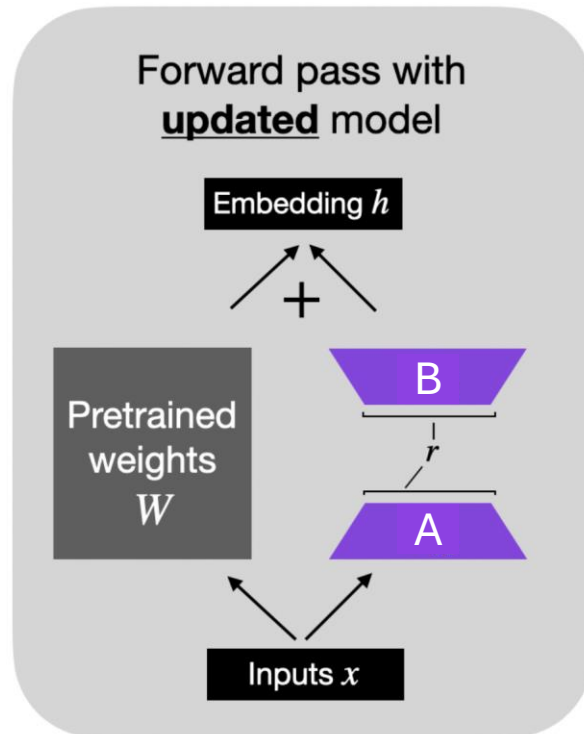 Forward pass with
updated model
Embedding h
+
Pretrained
weights
W
B
r
A
Inputs x